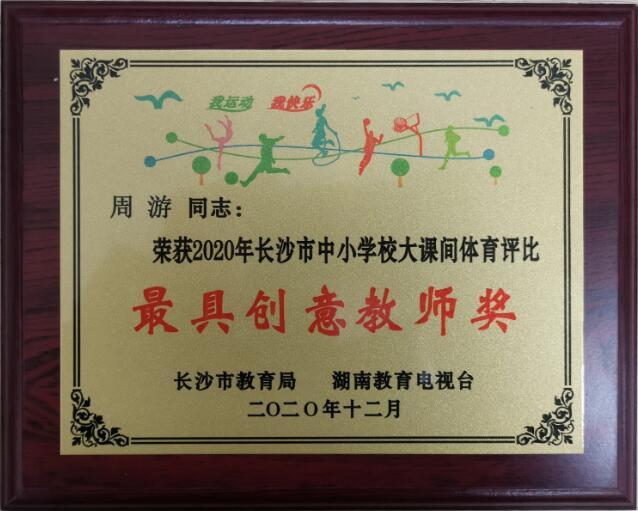 我运动 我快乐
周游 同志：
荣获2020年长沙市中小学校大课间体育评比
最具创意教师奖
长沙市教育局 湖南教育电视台
二〇二〇年十二月